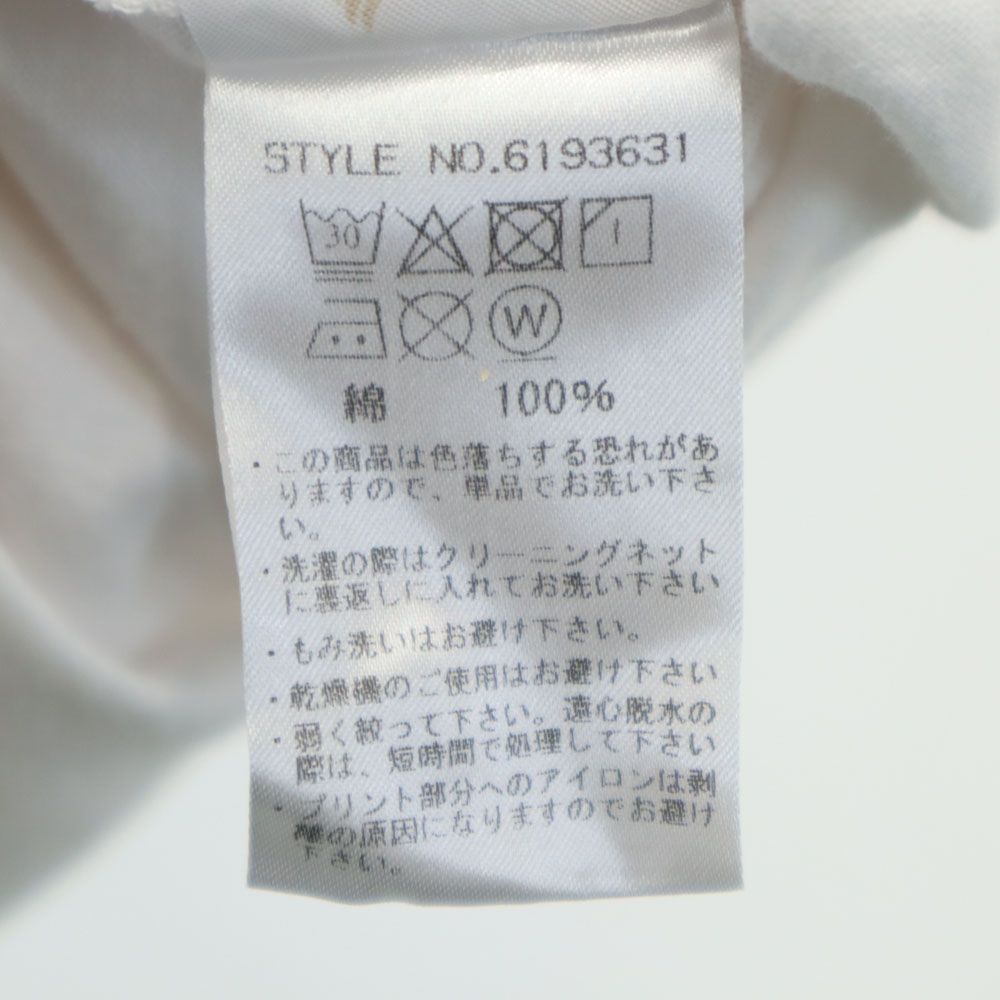 STYLE NO.6193631
30
W
綿 100%
・この商品は色落ちする恐れがあ
りますので、単品でお洗い下さ
い。
・洗濯の際はクリーニングネット
に裏返しに入れてお洗い下さい
・もみ洗いはお避け下さい。
・乾燥機のご使用はお避け下さい
・弱く絞って下さい。遠心脱水の
際は、短時間で処理して下さい
・プリント部分へのアイロンは剥
離の原因になりますのでお避け
下さい。